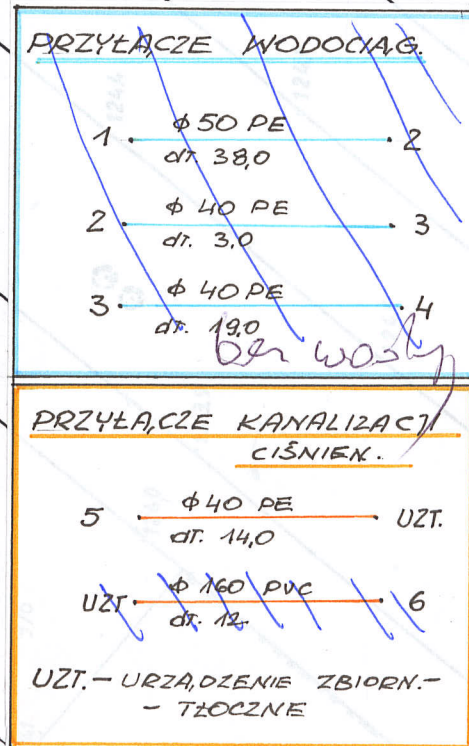 PRZYŁĄCZE WODOCIĄG.
1 ϕ 50 PE 2
dł. 38,0
2 ϕ 40 PE 3
dł. 3,0
3 ϕ 40 PE 4
dł. 19,0
bez wody
PRZYŁĄCZE KANALIZACJI
CIŚNIEN.
5 ϕ 40 PE UZT.
dł. 14,0
UZT. ϕ 160 PVC 6
dł. 12.
UZT. – URZĄDZENIE ZBIORN.–
– TŁOCZNE